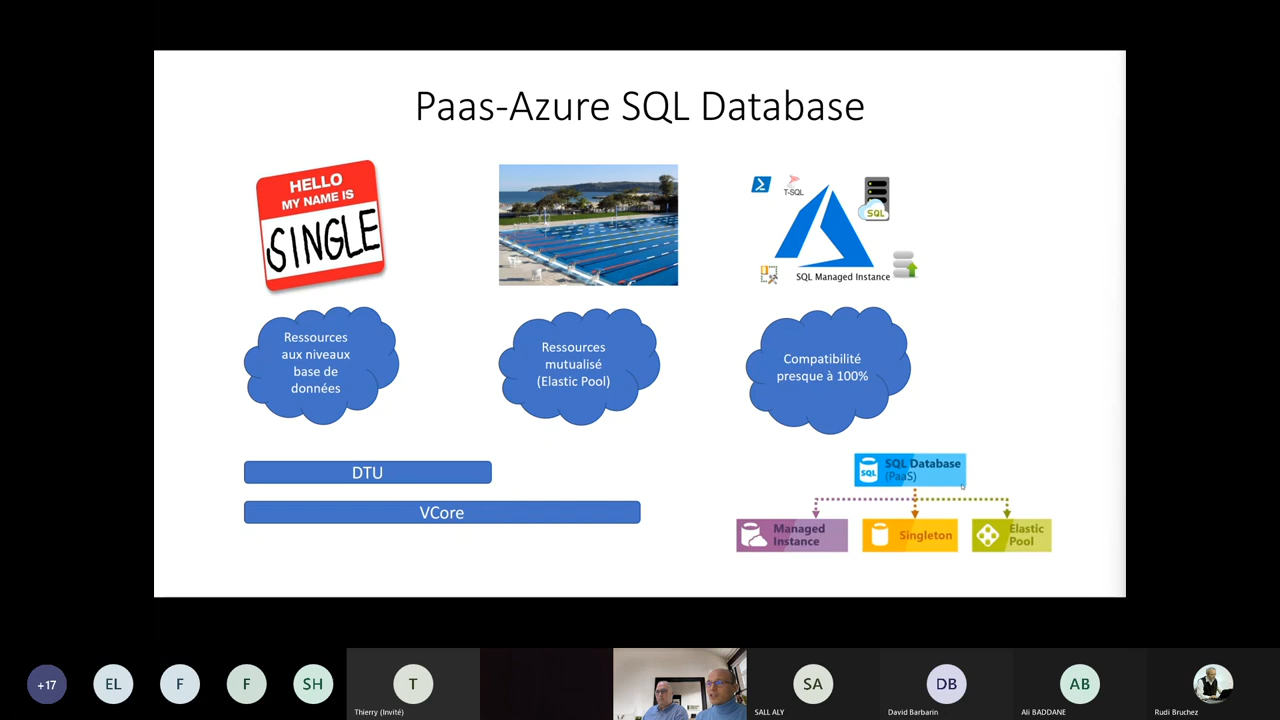 Paas-Azure SQL Database
HELLO
MY NAME IS
SINGLE
T-SQL
SQL
SQL Managed Instance
Ressources
aux niveaux
base de
données
Ressources
mutualisé
(Elastic Pool)
Compatibilité
presque à 100%
DTU
VCore
SQL
SQL Database
(PaaS)
Managed
Instance
Singleton
Elastic
Pool
+17
EL
F
F
SH
T
Thierry (Invité)
SA
SALL ALY
DB
David Barbarin
AB
Ali BADDANE
Rudi Bruchez